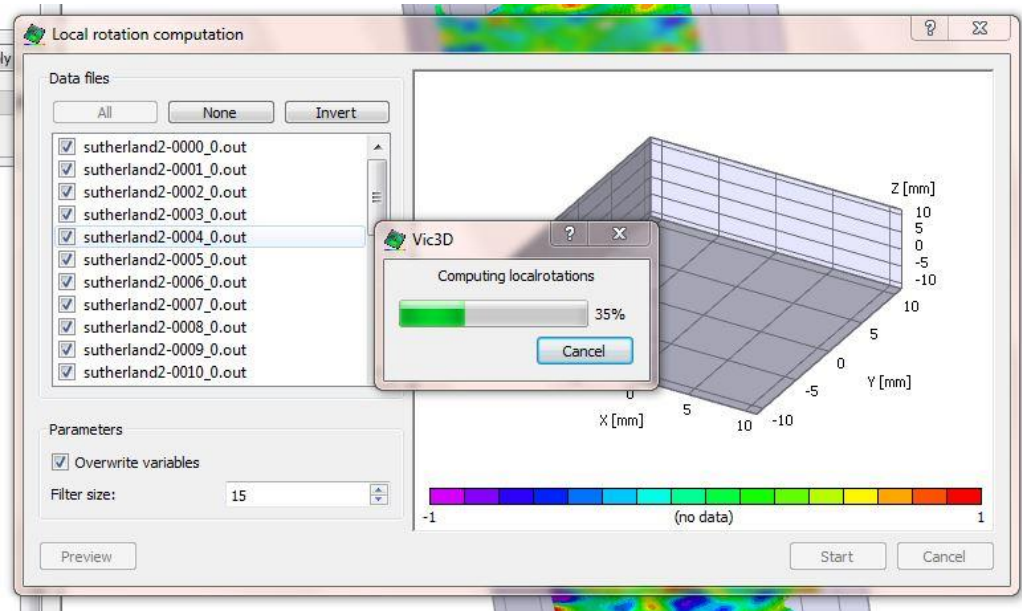 ly
Local rotation computation
Data files
All None Invert
sutherland2-0000_0.out
sutherland2-0001_0.out
sutherland2-0002_0.out
sutherland2-0003_0.out
sutherland2-0004_0.out
sutherland2-0005_0.out
sutherland2-0006_0.out
sutherland2-0007_0.out
sutherland2-0008_0.out
sutherland2-0009_0.out
sutherland2-0010_0.out
Parameters
Overwrite variables
Filter size: 15
Preview
Vic3D
Computing localrotations
35%
Cancel
Z [mm]
10
5
0
-5
-10
10
5
0
-5
-10
Y [mm]
X [mm]
0
5
10
-1 (no data) 1
Start Cancel